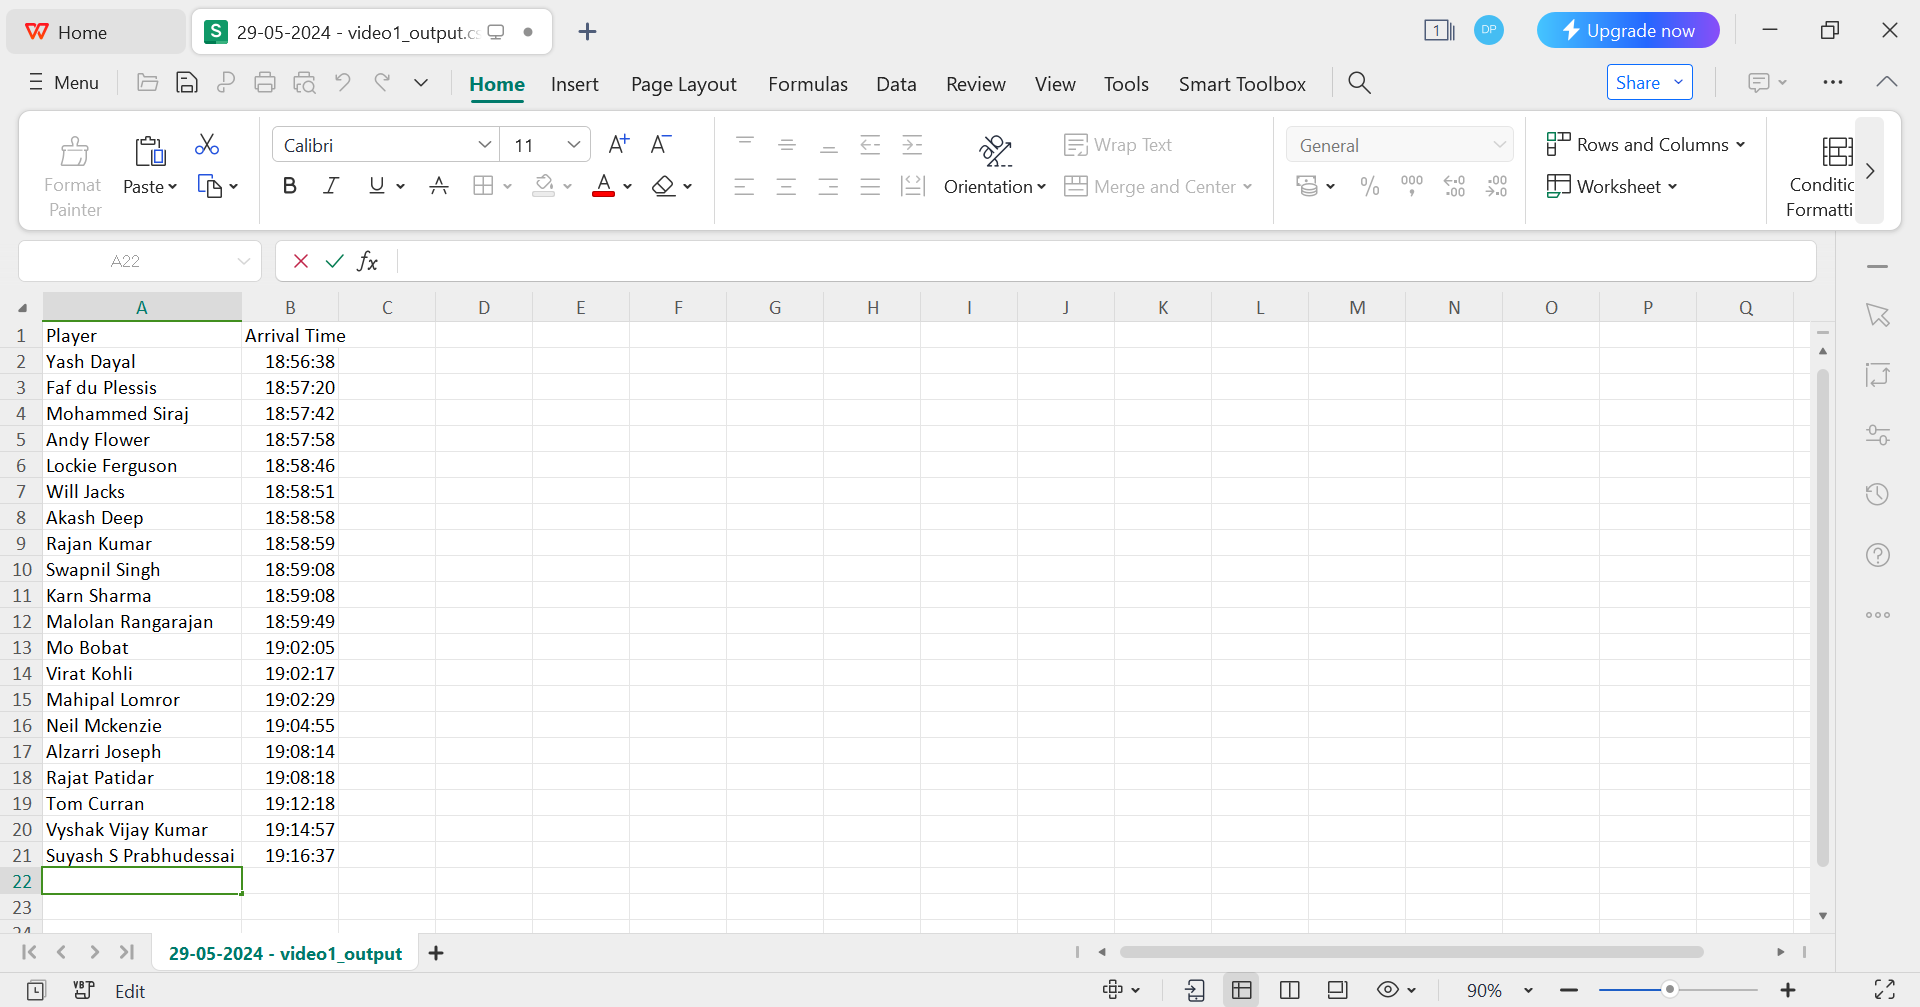 Home
29-05-2024 - video1_output.cs
1
DP
Upgrade now
Menu
Home Insert Page Layout Formulas Data Review View Tools Smart Toolbox
Share
Format Painter
Paste
Calibri 11
Orientation
Wrap Text
Merge and Center
General
Rows and Columns
Worksheet
Conditic
Formatti
A22
fx
A B C D E F G H I J K L M N O P Q
1 Player Arrival Time
2 Yash Dayal 18:56:38
3 Faf du Plessis 18:57:20
4 Mohammed Siraj 18:57:42
5 Andy Flower 18:57:58
6 Lockie Ferguson 18:58:46
7 Will Jacks 18:58:51
8 Akash Deep 18:58:58
9 Rajan Kumar 18:58:59
10 Swapnil Singh 18:59:08
11 Karn Sharma 18:59:08
12 Malolan Rangarajan 18:59:49
13 Mo Bobat 19:02:05
14 Virat Kohli 19:02:17
15 Mahipal Lomror 19:02:29
16 Neil Mckenzie 19:04:55
17 Alzarri Joseph 19:08:14
18 Rajat Patidar 19:08:18
19 Tom Curran 19:12:18
20 Vyshak Vijay Kumar 19:14:57
21 Suyash S Prabhudessai 19:16:37
22
23
24
29-05-2024 - video1_output
Edit
90%